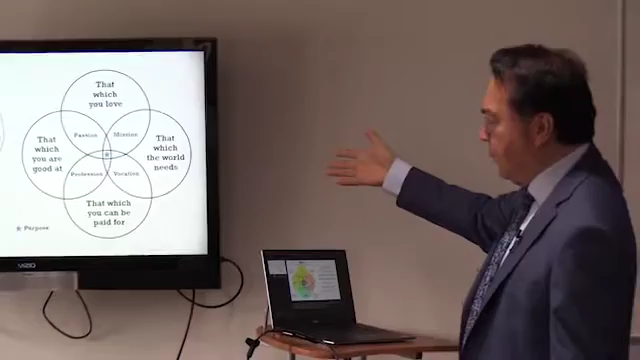 That
which
you love
Passion
Mission
That
which
you are
good at
That
which
the world
needs
Profession
Vocation
That which
you can be
paid for
Purpose
VIZIO